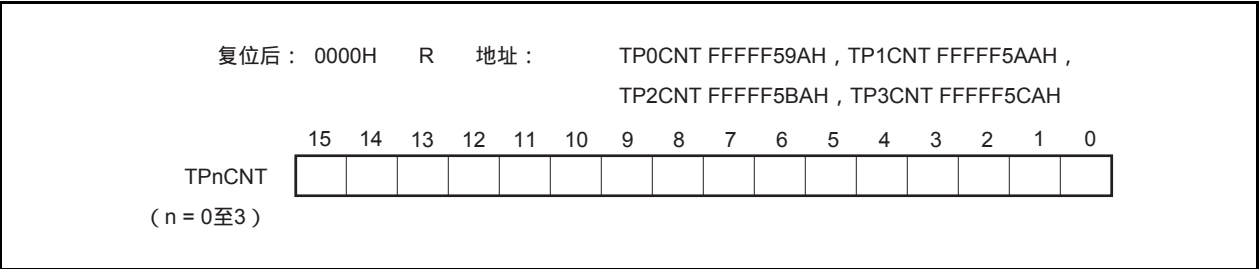 复位后： 0000H R 地址： TP0CNT FFFFF59AH，TP1CNT FFFFF5AAH，
TP2CNT FFFFF5BAH，TP3CNT FFFFF5CAH
15 14 13 12 11 10 9 8 7 6 5 4 3 2 1 0
TPnCNT
（n = 0至3）